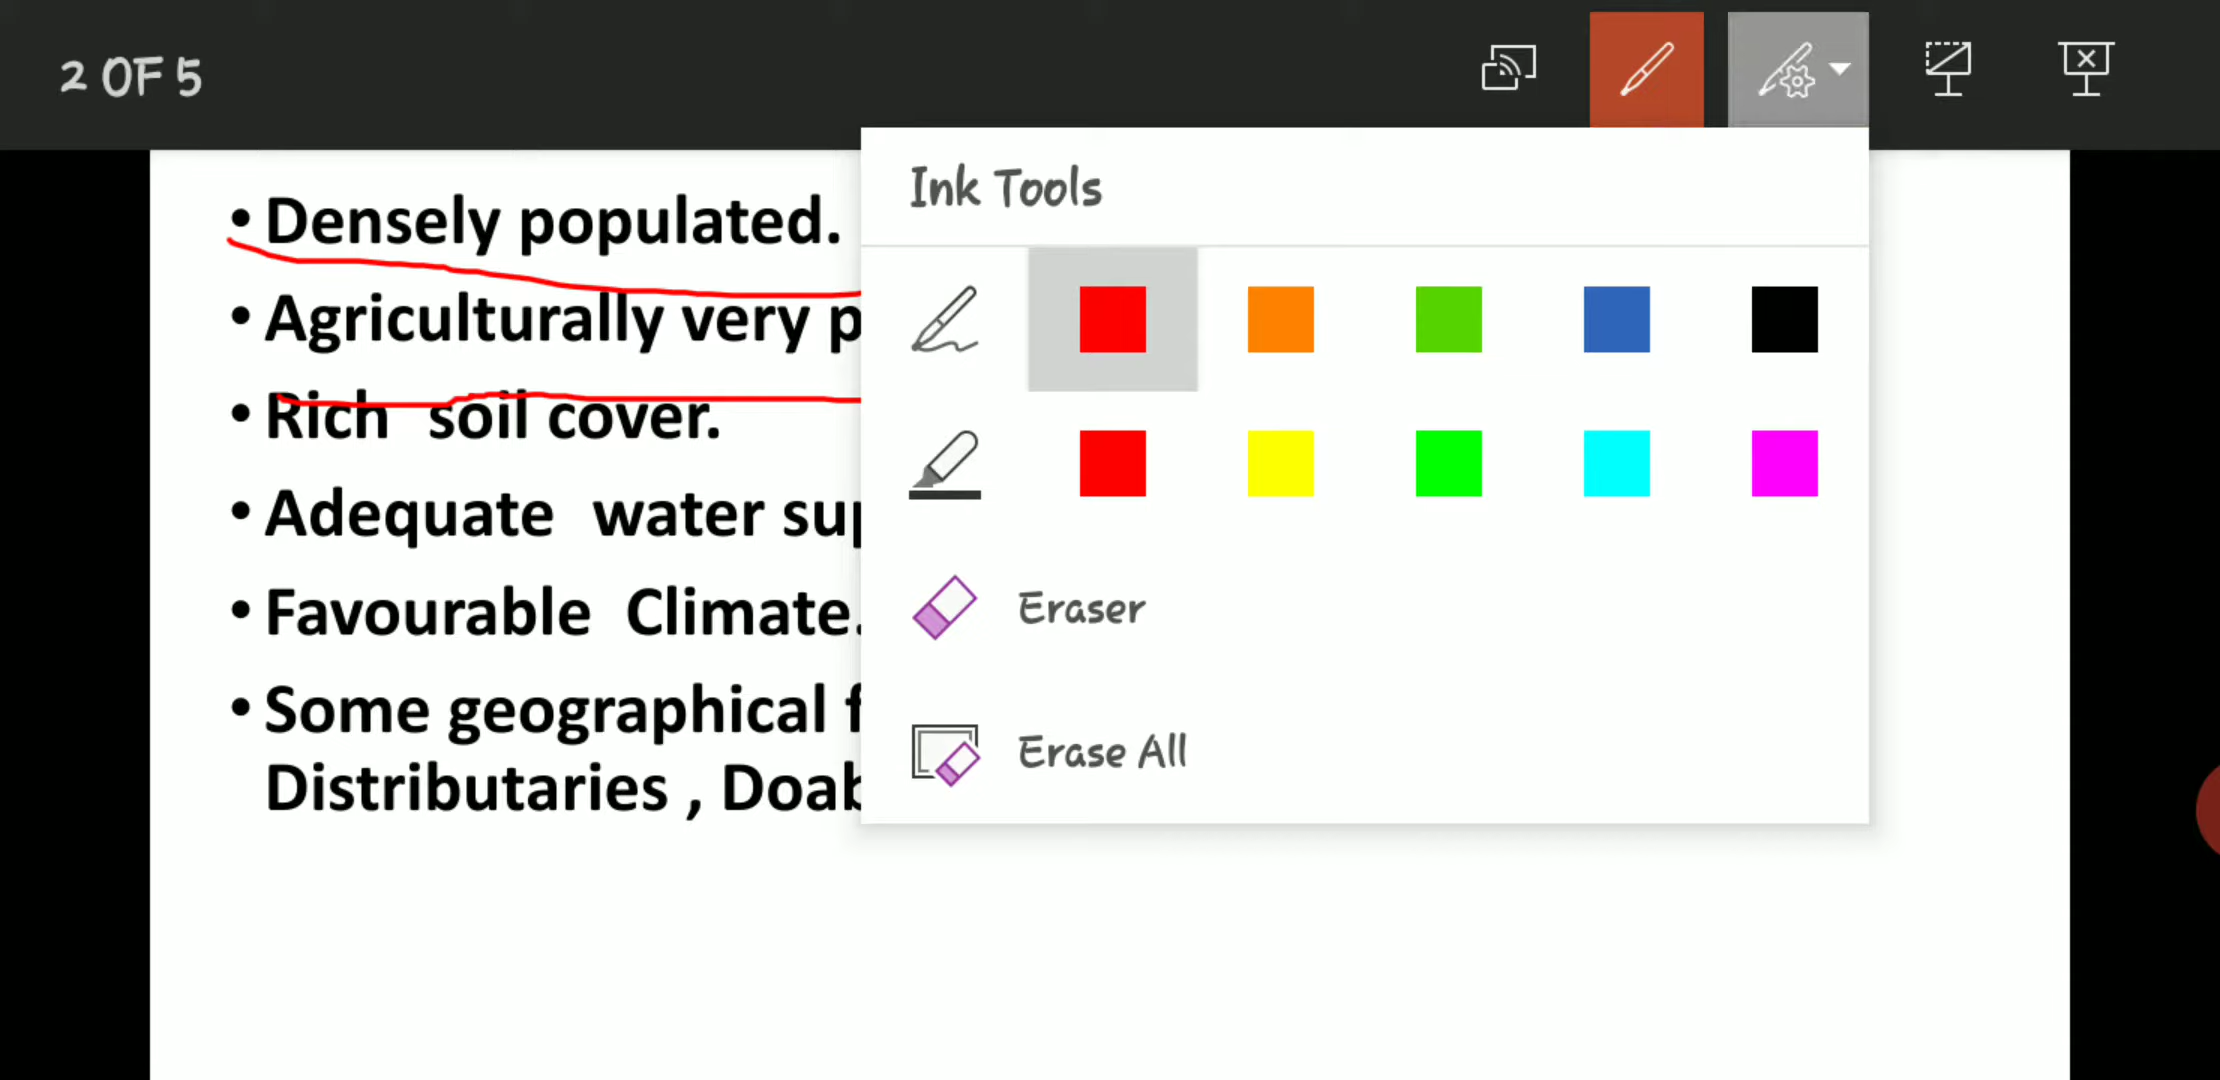 2 OF 5
Ink Tools
• Densely populated.
• Agriculturally very p
• Rich soil cover.
• Adequate water sup
• Favourable Climate.
• Some geographical f
Distributaries , Doab
Eraser
Erase All